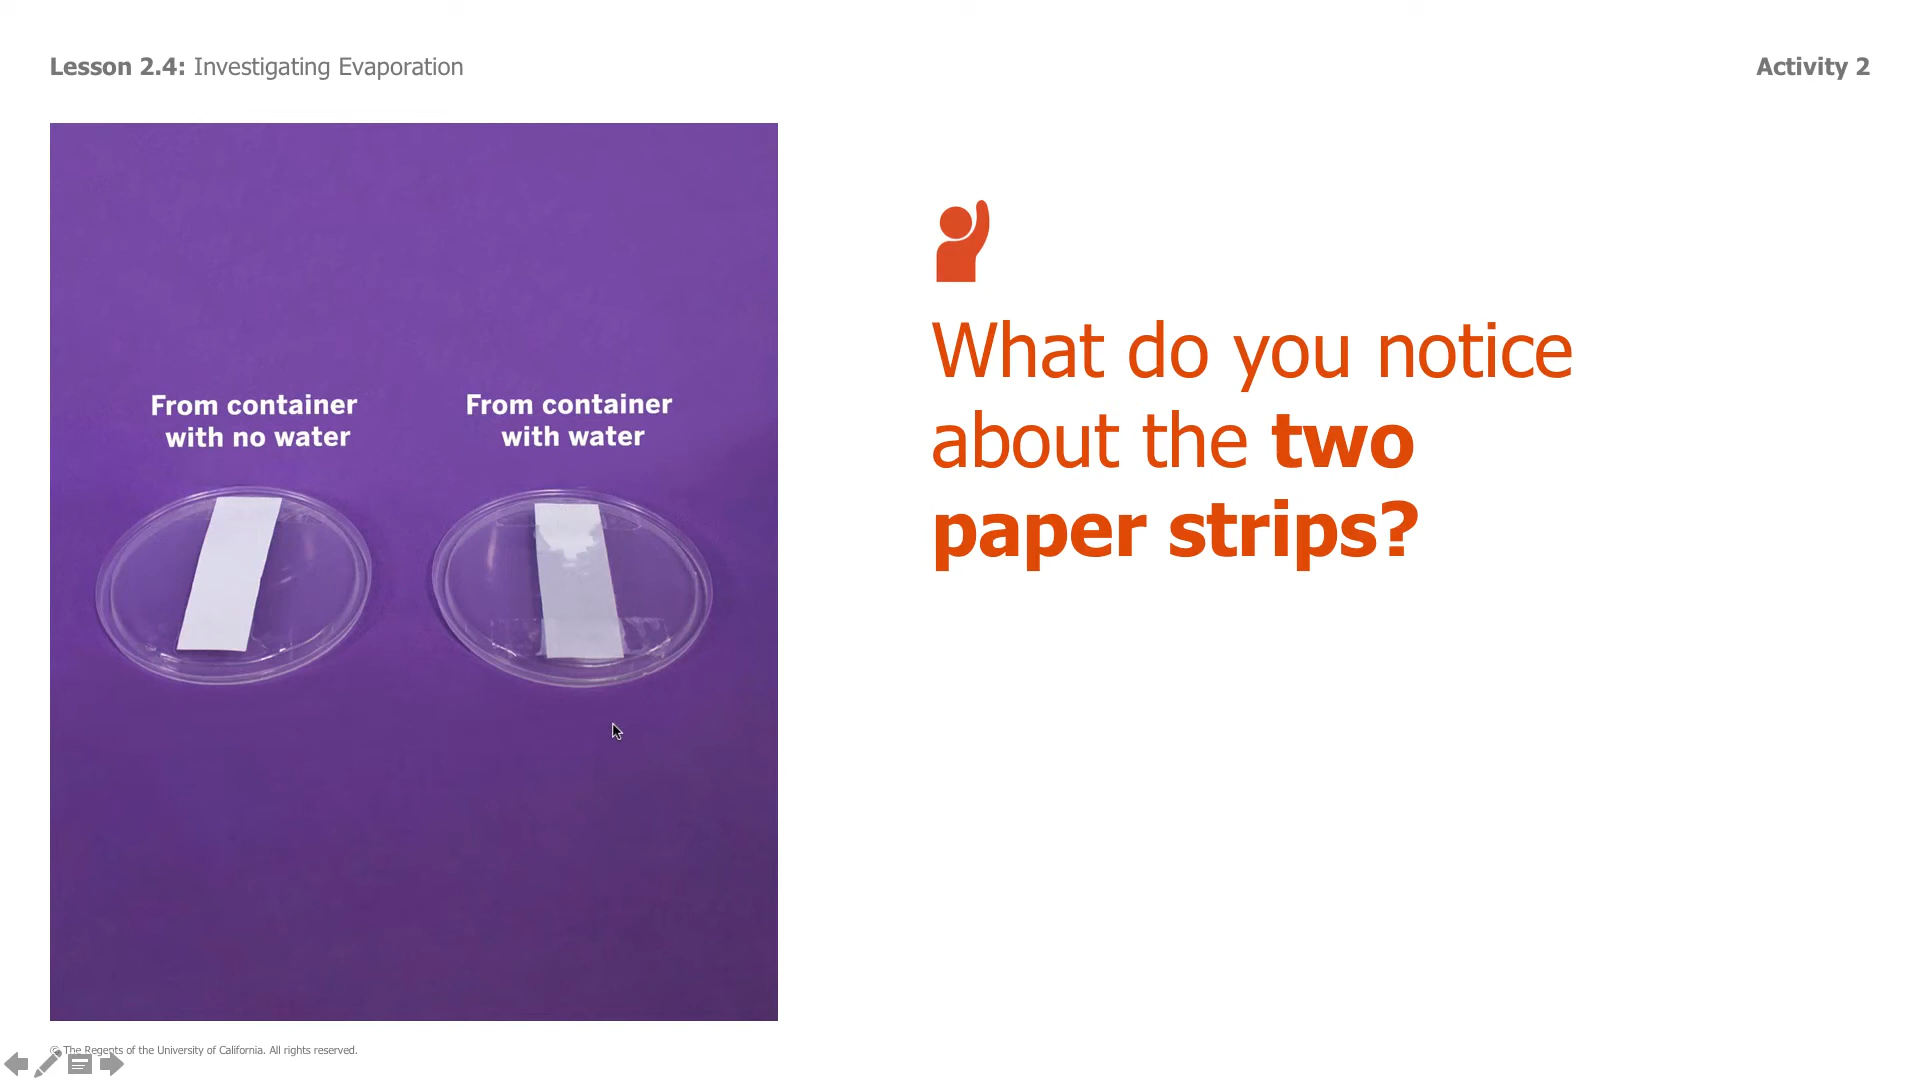 Lesson 2.4: Investigating Evaporation
Activity 2
From container
with no water
From container
with water
What do you notice
about the two
paper strips?
© The Regents of the University of California. All rights reserved.